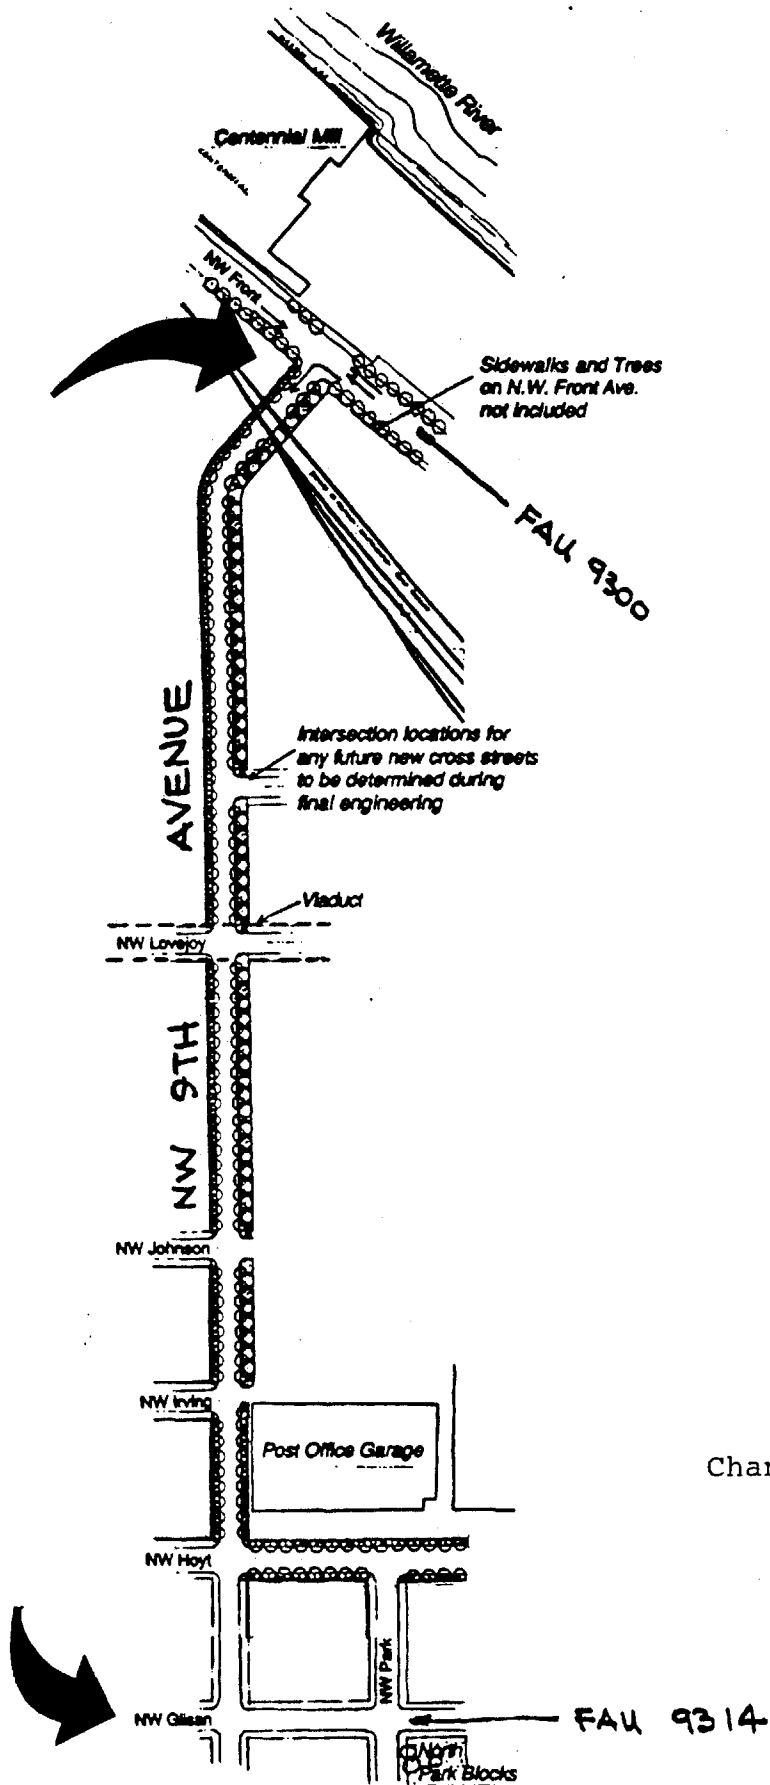 Willamette River
Centennial Mill
CENTENNIAL
NW Front
Sidewalks and Trees
on N.W. Front Ave.
not included
FAU 9300
AVENUE
Intersection locations for
any future new cross streets
to be determined during
final engineering
Viaduct
NW Lovejoy
NW 9TH
NW Johnson
NW Irving
Post Office Garage
Char
NW Hoyt
NW Park
NW Glisan
FAU 9314
North
Park Blocks